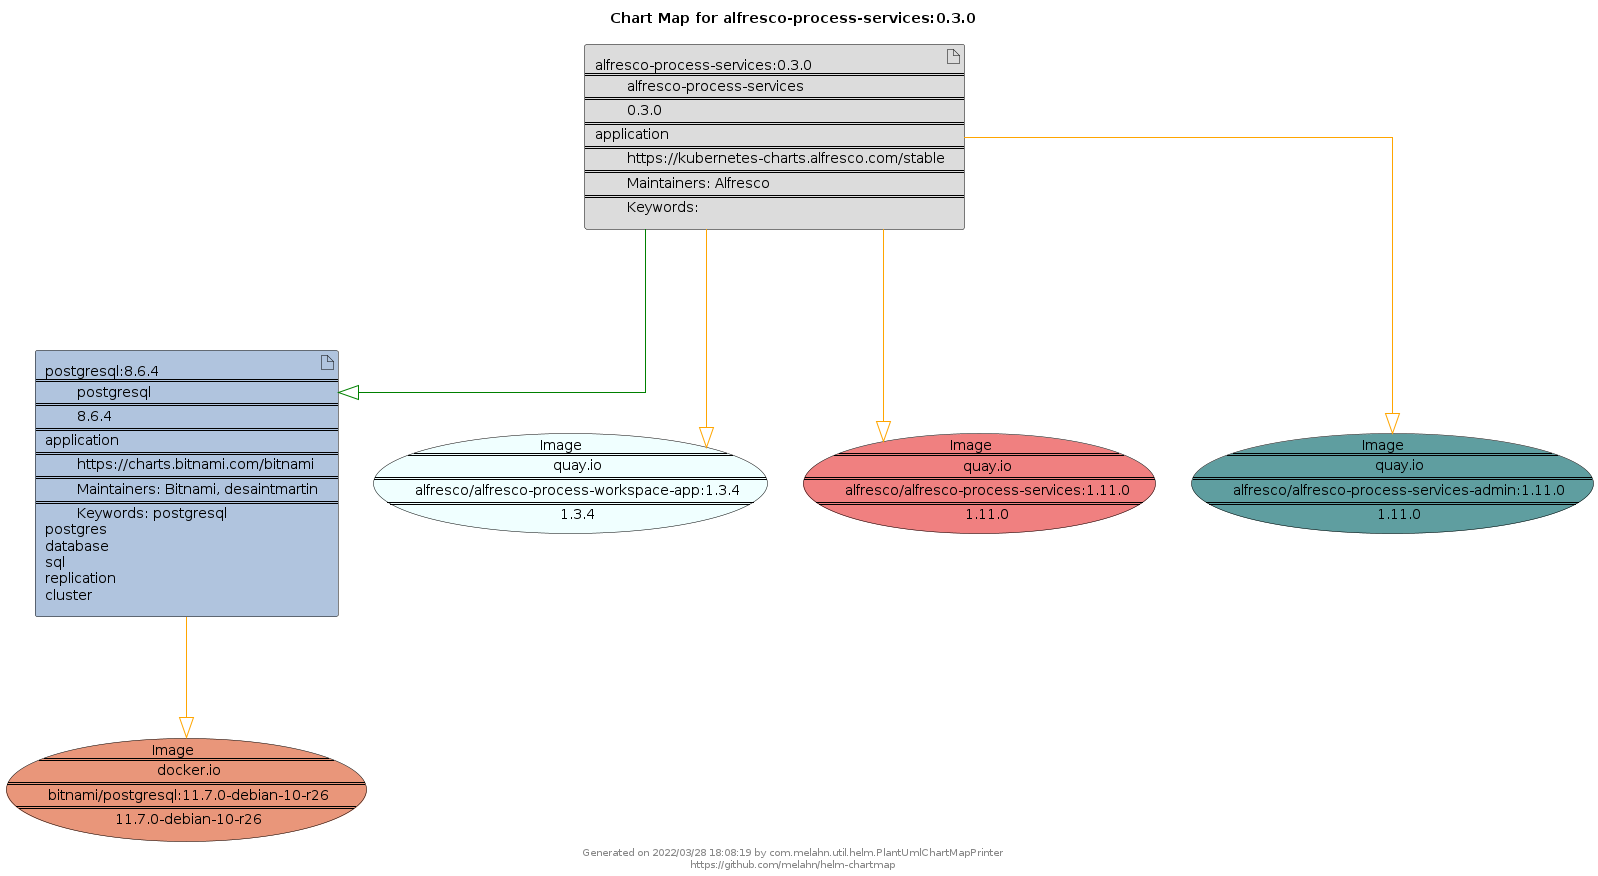 Chart Map for alfresco-process-services:0.3.0
alfresco-process-services:0.3.0
alfresco-process-services
0.3.0
application
https://kubernetes-charts.alfresco.com/stable
Maintainers: Alfresco
Keywords:
postgresql:8.6.4
postgresql
8.6.4
application
https://charts.bitnami.com/bitnami
Maintainers: Bitnami, desaintmartin
Keywords: postgresql
postgres
database
sql
replication
cluster
Image
quay.io
alfresco/alfresco-process-workspace-app:1.3.4
1.3.4
Image
quay.io
alfresco/alfresco-process-services:1.11.0
1.11.0
Image
quay.io
alfresco/alfresco-process-services-admin:1.11.0
1.11.0
Image
docker.io
bitnami/postgresql:11.7.0-debian-10-r26
11.7.0-debian-10-r26
Generated on 2022/03/28 18:08:19 by com.melahn.util.helm.PlantUmlChartMapPrinter
https://github.com/melahn/helm-chartmap